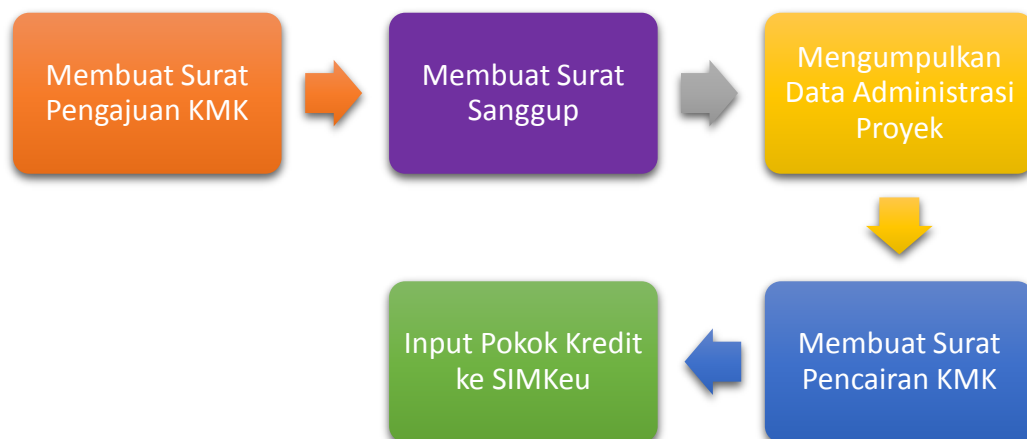 Membuat Surat
Pengajuan KMK
Membuat Surat
Sanggup
Mengumpulkan
Data Administrasi
Proyek
Membuat Surat
Pencairan KMK
Input Pokok Kredit
ke SIMKeu